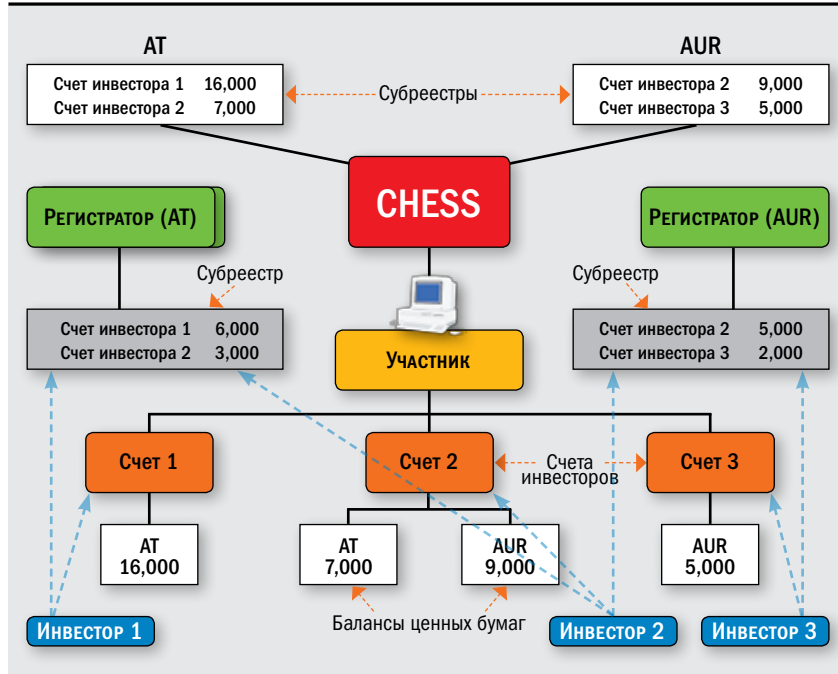 AT
AUR
Счет инвестора 1 16,000
Счет инвестора 2 7,000
Субреестры
Счет инвестора 2 9,000
Счет инвестора 3 5,000
CHESS
Регистратор (AT)
Регистратор (AUR)
Субреестр
Субреестр
Счет инвестора 1 6,000
Счет инвестора 2 3,000
Счет инвестора 2 5,000
Счет инвестора 3 2,000
Участник
Счет 1
Счет 2
Счета
инвесторов
Счет 3
AT
16,000
AT
7,000
AUR
9,000
AUR
5,000
Балансы ценных бумаг
Инвестор 1
Инвестор 2
Инвестор 3